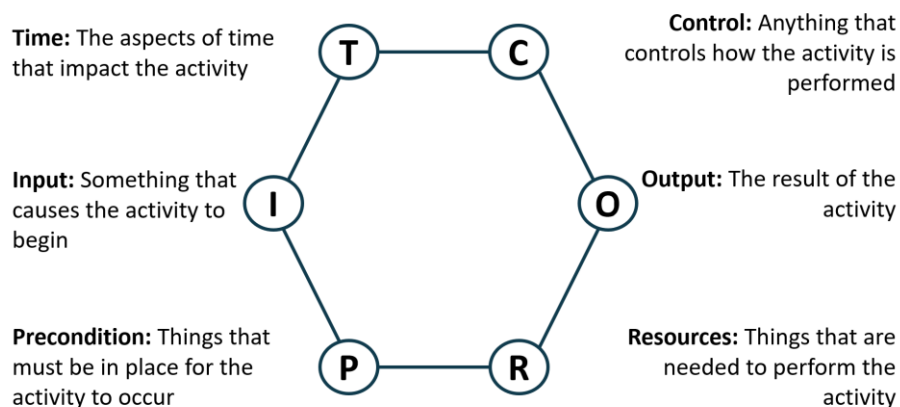 Time: The aspects of time
that impact the activity
T
C
Control: Anything that
controls how the activity is
performed
Input: Something that
causes the activity to
begin
I
O
Output: The result of the
activity
Precondition: Things that
must be in place for the
activity to occur
P
R
Resources: Things that are
needed to perform the
activity